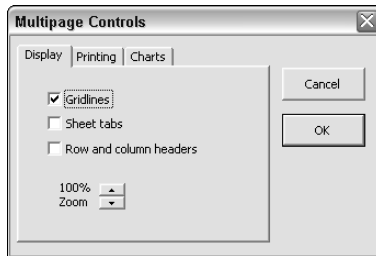 Multipage Controls
Display Printing Charts
Gridlines
Sheet tabs
Row and column headers
100%
Zoom
Cancel
OK